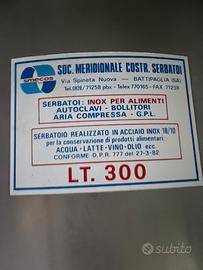 smecos
SOC. MERIDIONALE COSTR. SERBATOI
Via Spineta Nuova - BATTIPAGLIA (SA)
Tel. 0828/71258 pbx - Telex 770165 - FAX 71259
SERBATOI: INOX PER ALIMENTI
AUTOCLAVI - BOLLITORI
ARIA COMPRESSA - G.P.L.
SERBATOIO REALIZZATO IN ACCIAIO INOX 18/10
per la conservazione di prodotti alimentari:
ACQUA - LATTE - VINO - OLIO ecc.
CONFORME D.P.R. 777 del 27-3-82
LT. 300
subito